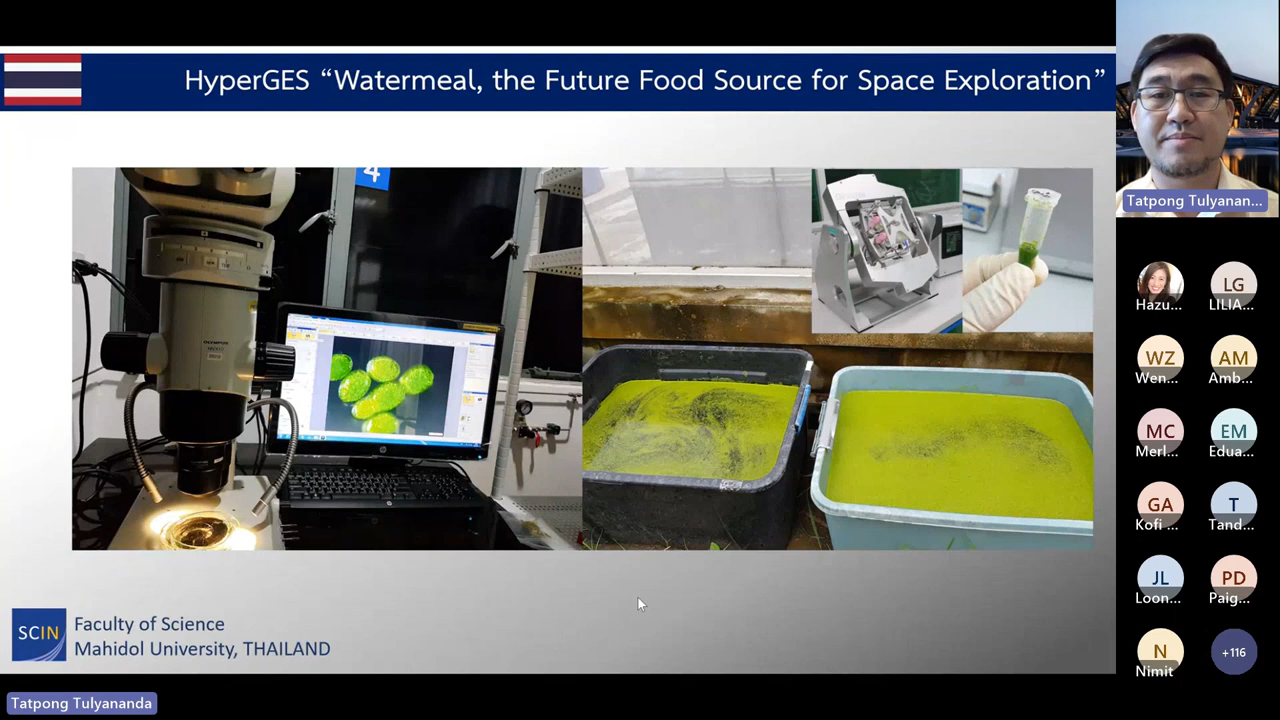 HyperGES “Watermeal, the Future Food Source for Space Exploration”
4
OLYMPUS
hp
SCIN
Faculty of Science
Mahidol University, THAILAND
Tatpong Tulyananda
Tatpong Tulyanan...
Hazu...
LG
LILIA...
WZ
Wen...
AM
Amb...
MC
Merl...
EM
Edua...
GA
Kofi ...
T
Tand...
JL
Loon...
PD
Paig...
N
Nimit
+116